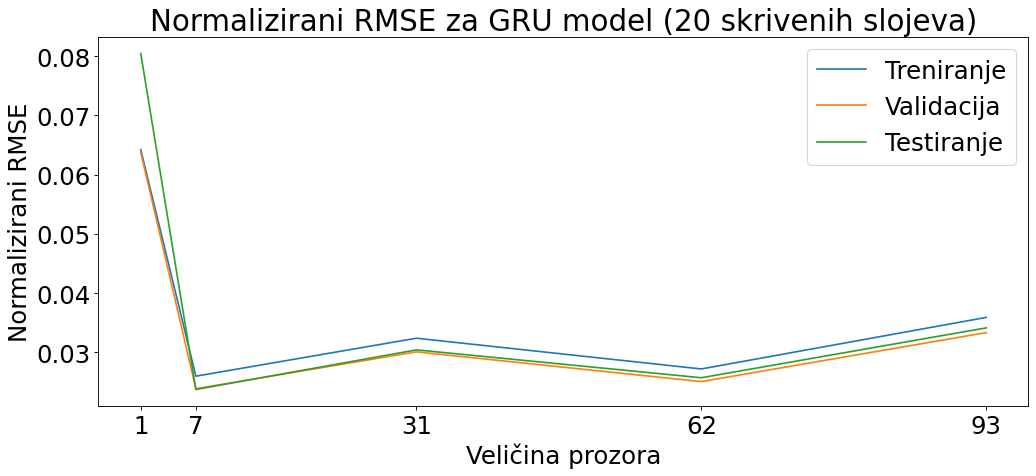 Normalizirani RMSE za GRU model (20 skrivenih slojeva)
Normalizirani RMSE
0.08
0.07
0.06
0.05
0.04
0.03
Treniranje
Validacija
Testiranje
1 7 31 62 93
Veličina prozora